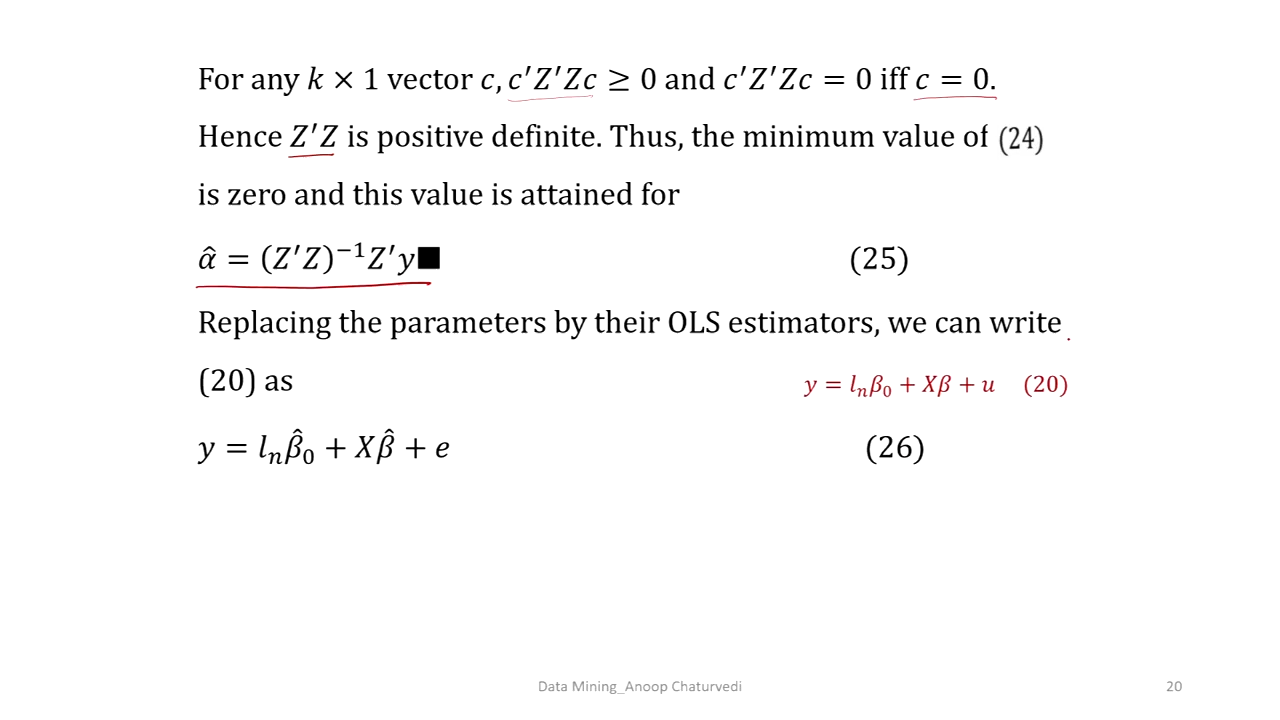 For any k × 1 vector c, c′Z′Zc ≥ 0 and c′Z′Zc = 0 iff c = 0.
Hence Z′Z is positive definite. Thus, the minimum value of (24)
is zero and this value is attained for
α̂ = (Z′Z)⁻¹Z′y■ (25)
Replacing the parameters by their OLS estimators, we can write
(20) as y = lₙβ₀ + Xβ + u (20)
y = lₙβ̂₀ + Xβ̂ + e (26)
Data Mining_Anoop Chaturvedi 20